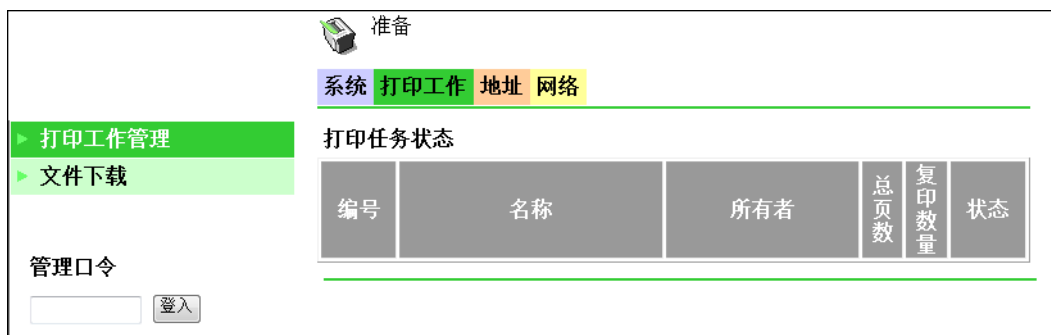 准备
系统 打印工作 地址 网络
打印工作管理
文件下载
管理口令
登入
打印任务状态
编号 名称 所有者 总页数 复印数量 状态